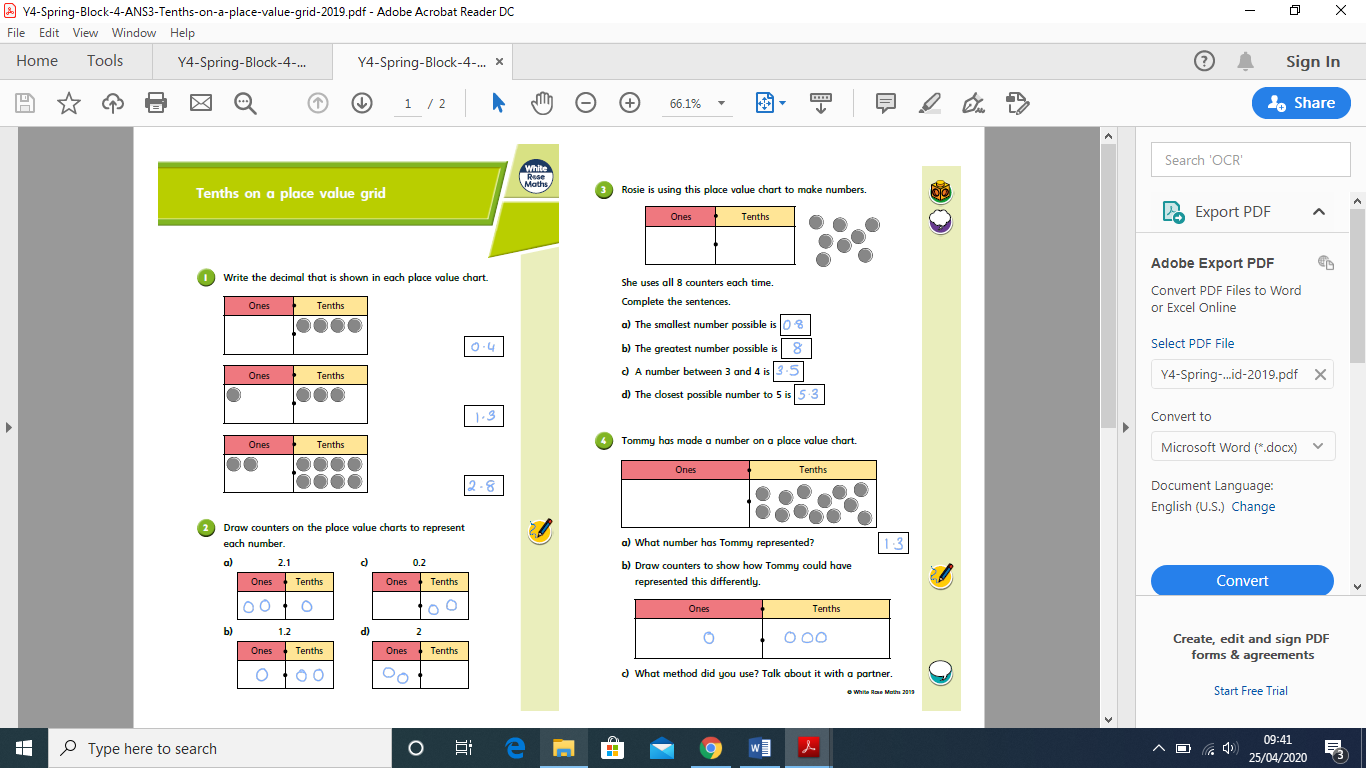 Y4-Spring-Block-4-ANS3-Tenths-on-a-place-value-grid-2019.pdf - Adobe Acrobat Reader DC
File Edit View Window Help
Home Tools Y4-Spring-Block-4-... Y4-Spring-Block-4-... × Sign In
1 / 2 66.1% Share
Tenths on a place value grid
White Rose Maths
1 Write the decimal that is shown in each place value chart.
Ones Tenths
0·4
Ones Tenths
1·3
Ones Tenths
2·8
2 Draw counters on the place value charts to represent
each number.
a) 2.1 c) 0.2
Ones Tenths Ones Tenths
b) 1.2 d) 2
Ones Tenths Ones Tenths
3 Rosie is using this place value chart to make numbers.
Ones Tenths
She uses all 8 counters each time.
Complete the sentences.
a) The smallest number possible is 0·8
b) The greatest number possible is 8
c) A number between 3 and 4 is 3·5
d) The closest possible number to 5 is 5·3
4 Tommy has made a number on a place value chart.
Ones Tenths
a) What number has Tommy represented? 1·3
b) Draw counters to show how Tommy could have
represented this differently.
Ones Tenths
c) What method did you use? Talk about it with a partner.
© White Rose Maths 2019
Search 'OCR'
Export PDF
Adobe Export PDF
Convert PDF Files to Word
or Excel Online
Select PDF File
Y4-Spring-...id-2019.pdf
Convert to
Microsoft Word (*.docx)
Document Language:
English (U.S.) Change
Convert
Create, edit and sign PDF
forms & agreements
Start Free Trial
Type here to search
09:41
25/04/2020
3